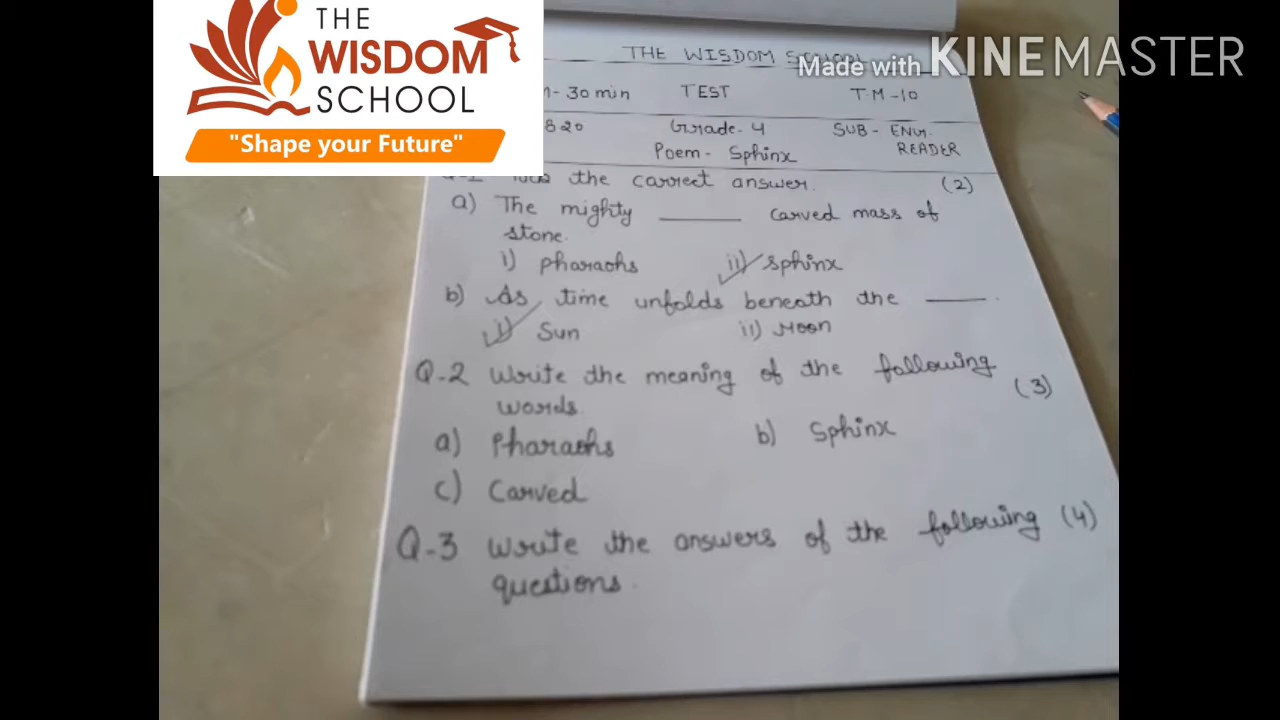 THE
WISDOM
SCHOOL
"Shape your Future"
Made with KINEMASTER
THE WISDOM
30 min TEST T.M-10
820 Grade-4 SUB- ENG.
Poem- Sphinx READER
the correct answer. (2)
a) The mighty ______ carved mass of
stone.
i) Pharaohs ii) Sphinx
b) As time unfolds beneath the ____.
i) Sun ii) Moon
Q-2 Write the meaning of the following
words. (3)
a) Pharaohs b) Sphinx
c) Carved
Q-3 Write the answers of the following (4)
questions.